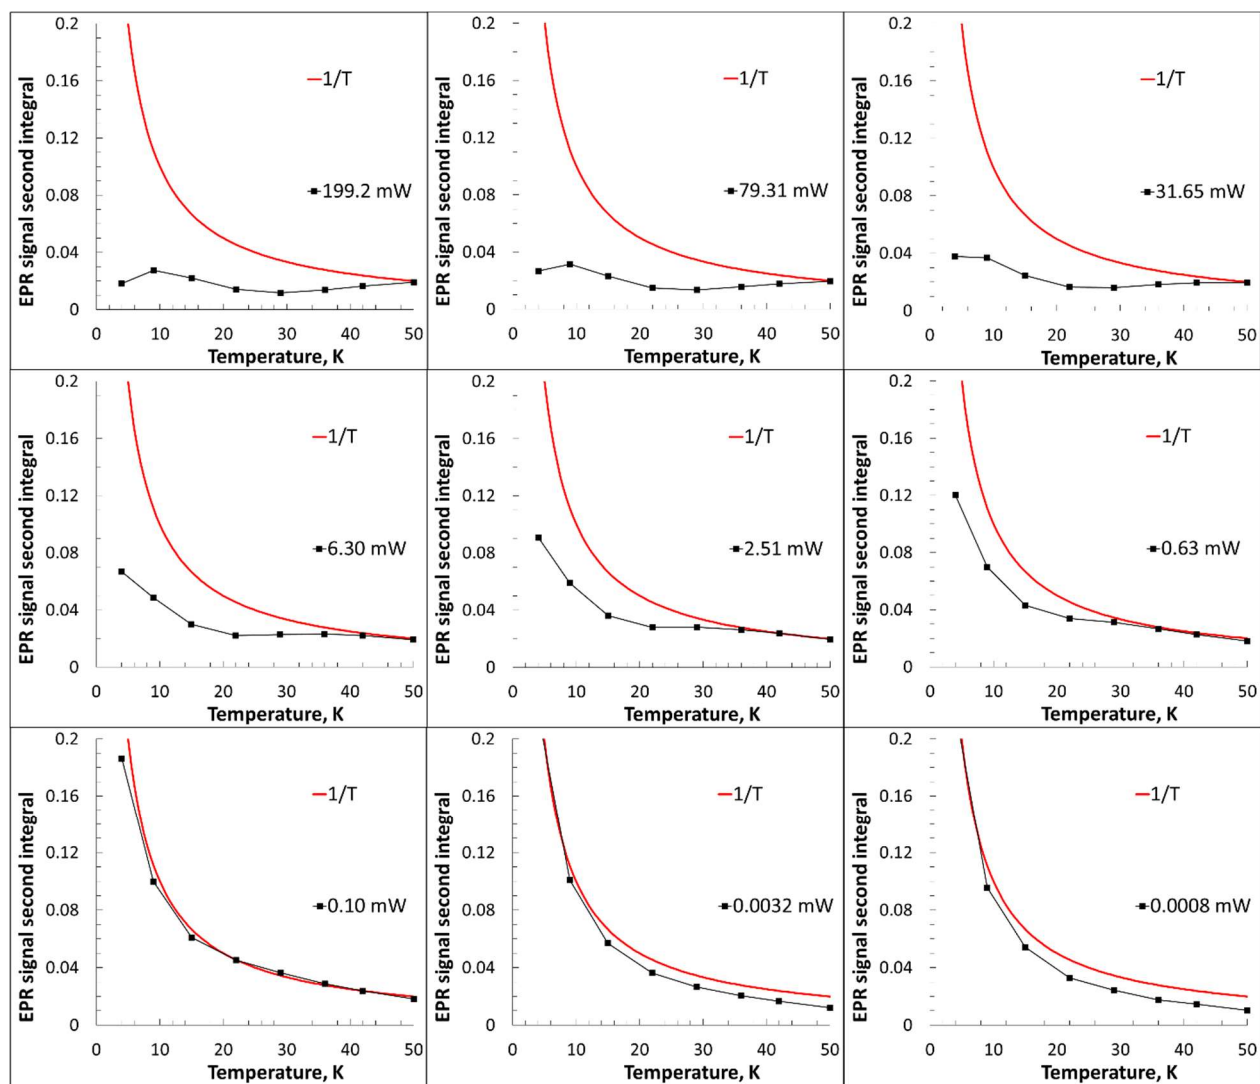 EPR signal second integral
0.2
0.16
0.12
0.08
0.04
0
1/T
199.2 mW
0 10 20 30 40 50
Temperature, K
EPR signal second integral
0.2
0.16
0.12
0.08
0.04
0
1/T
79.31 mW
0 10 20 30 40 50
Temperature, K
EPR signal second integral
0.2
0.16
0.12
0.08
0.04
0
1/T
31.65 mW
0 10 20 30 40 50
Temperature, K
EPR signal second integral
0.2
0.16
0.12
0.08
0.04
0
1/T
6.30 mW
0 10 20 30 40 50
Temperature, K
EPR signal second integral
0.2
0.16
0.12
0.08
0.04
0
1/T
2.51 mW
0 10 20 30 40 50
Temperature, K
EPR signal second integral
0.2
0.16
0.12
0.08
0.04
0
1/T
0.63 mW
0 10 20 30 40 50
Temperature, K
EPR signal second integral
0.2
0.16
0.12
0.08
0.04
0
1/T
0.10 mW
0 10 20 30 40 50
Temperature, K
EPR signal second integral
0.2
0.16
0.12
0.08
0.04
0
1/T
0.0032 mW
0 10 20 30 40 50
Temperature, K
EPR signal second integral
0.2
0.16
0.12
0.08
0.04
0
1/T
0.0008 mW
0 10 20 30 40 50
Temperature, K